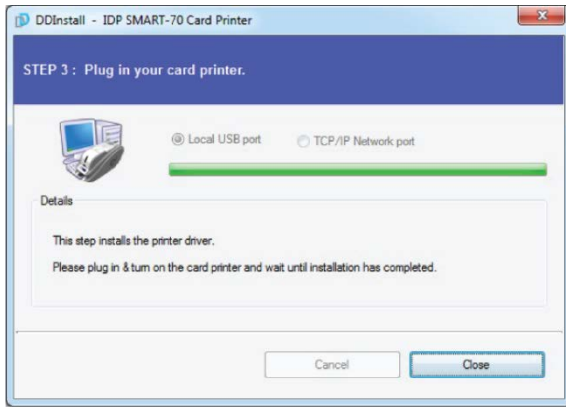 DDInstall - IDP SMART-70 Card Printer
STEP 3 : Plug in your card printer.
Local USB port TCP/IP Network port
Details
This step installs the printer driver.
Please plug in & turn on the card printer and wait until installation has completed.
Cancel Close